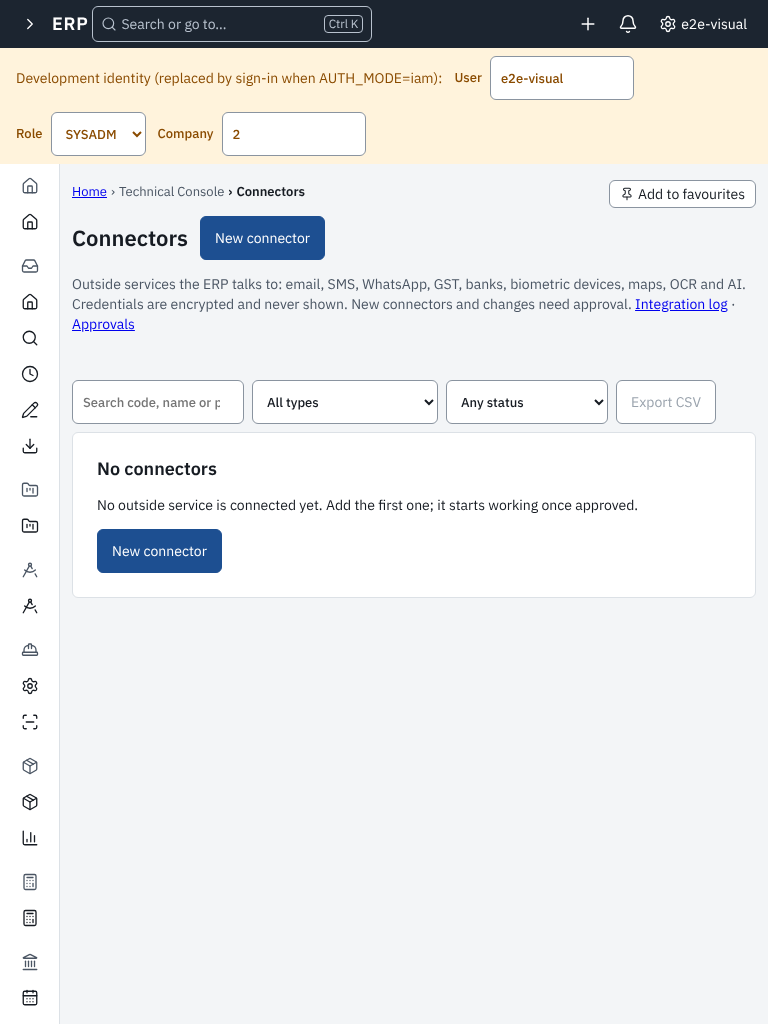 ERP
Search or go to...
Ctrl K
e2e-visual
Development identity (replaced by sign-in when AUTH_MODE=iam): User e2e-visual
Role SYSADM Company 2
Home › Technical Console › Connectors
Add to favourites
Connectors
New connector
Outside services the ERP talks to: email, SMS, WhatsApp, GST, banks, biometric devices, maps, OCR and AI.
Credentials are encrypted and never shown. New connectors and changes need approval. Integration log ·
Approvals
Search code, name or p
All types
Any status
Export CSV
No connectors
No outside service is connected yet. Add the first one; it starts working once approved.
New connector